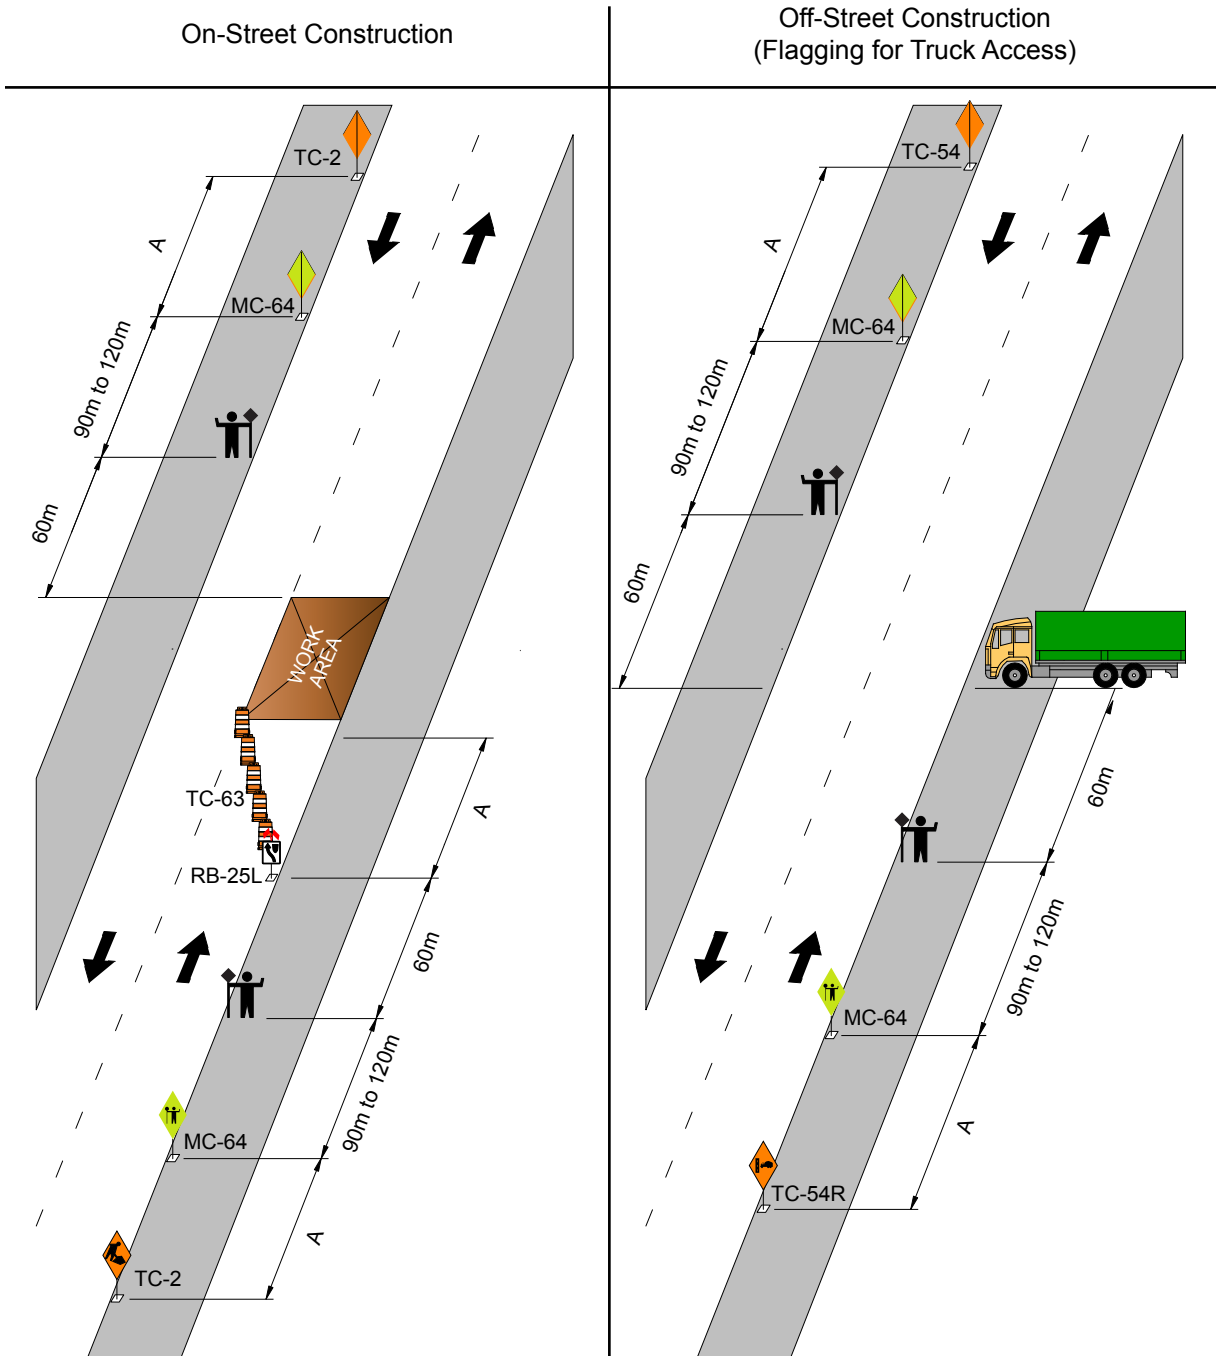 On-Street Construction
TC-2
A
MC-64
90m to 120m
60m
WORK
AREA
TC-63
A
RB-25L
60m
90m to 120m
MC-64
A
TC-2
Off-Street Construction
(Flagging for Truck Access)
TC-54
A
MC-64
90m to 120m
60m
60m
90m to 120m
MC-64
A
TC-54R